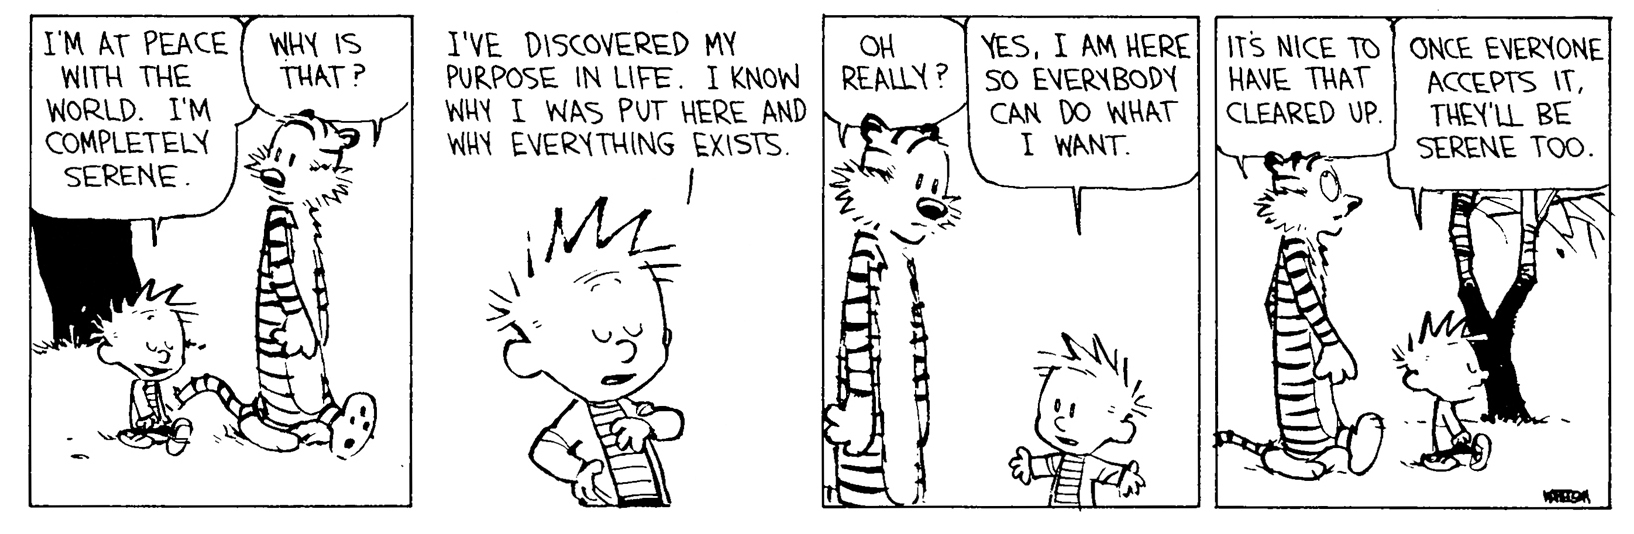 I'M AT PEACE
WITH THE
WORLD. I'M
COMPLETELY
SERENE.
WHY IS
THAT?
I'VE DISCOVERED MY
PURPOSE IN LIFE. I KNOW
WHY I WAS PUT HERE AND
WHY EVERYTHING EXISTS.
OH
REALLY?
YES, I AM HERE
SO EVERYBODY
CAN DO WHAT
I WANT.
IT'S NICE TO
HAVE THAT
CLEARED UP.
ONCE EVERYONE
ACCEPTS IT,
THEY'LL BE
SERENE TOO.
WATTERSON